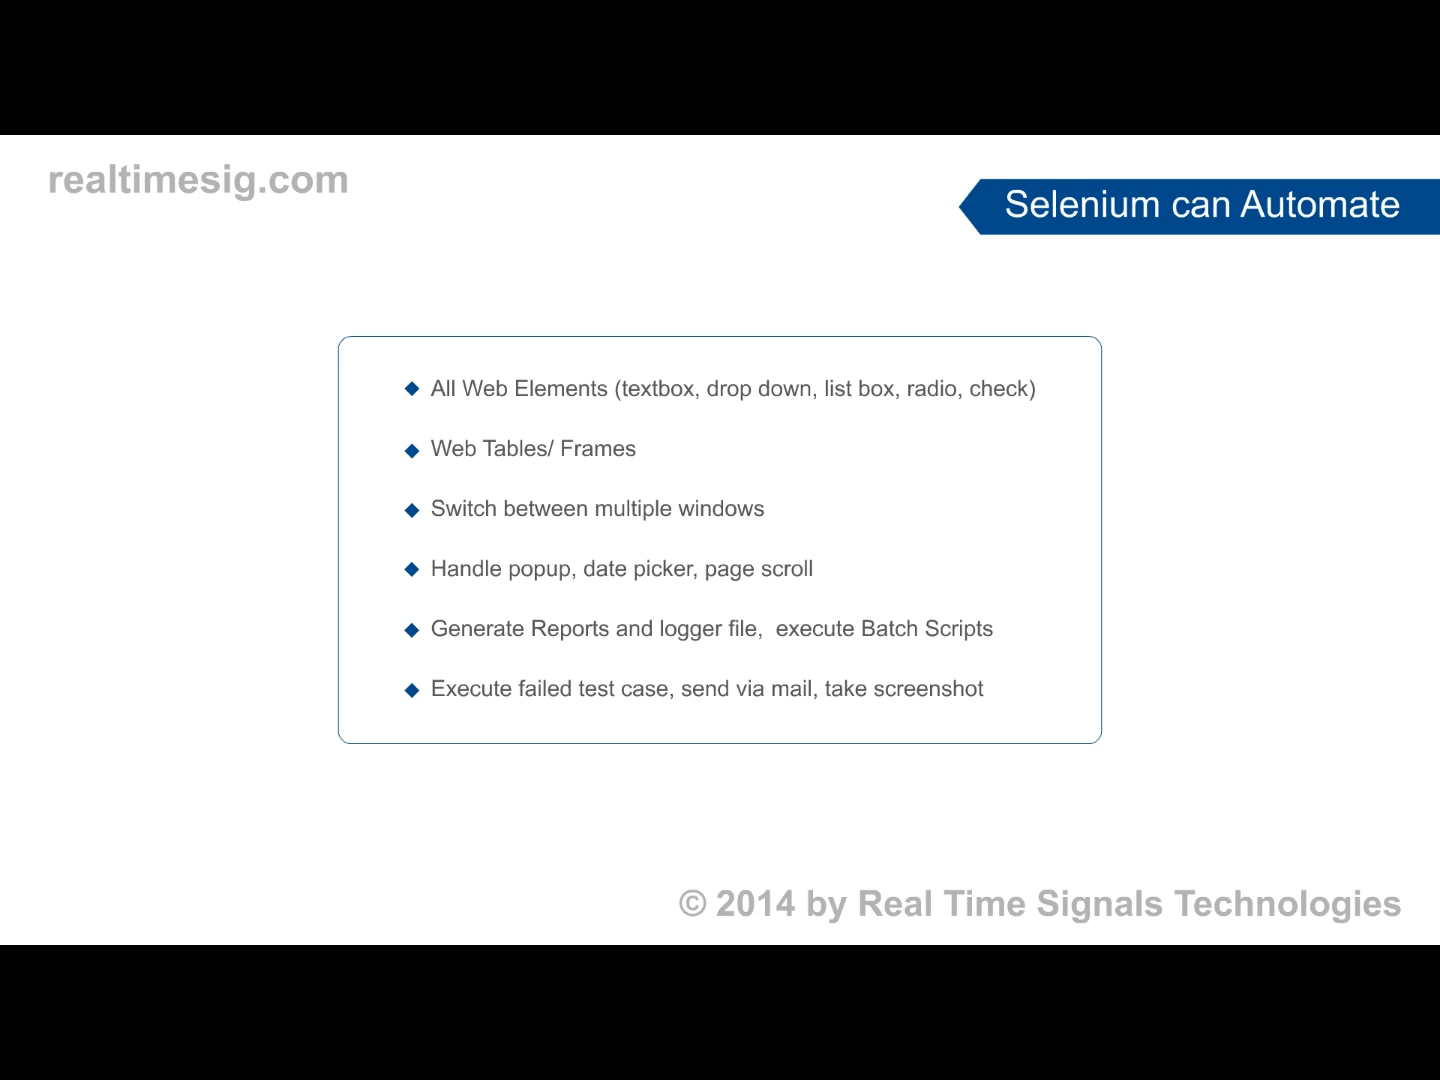 realtimesig.com
Selenium can Automate
All Web Elements (textbox, drop down, list box, radio, check)
Web Tables/ Frames
Switch between multiple windows
Handle popup, date picker, page scroll
Generate Reports and logger file,  execute Batch Scripts
Execute failed test case, send via mail, take screenshot
© 2014 by Real Time Signals Technologies